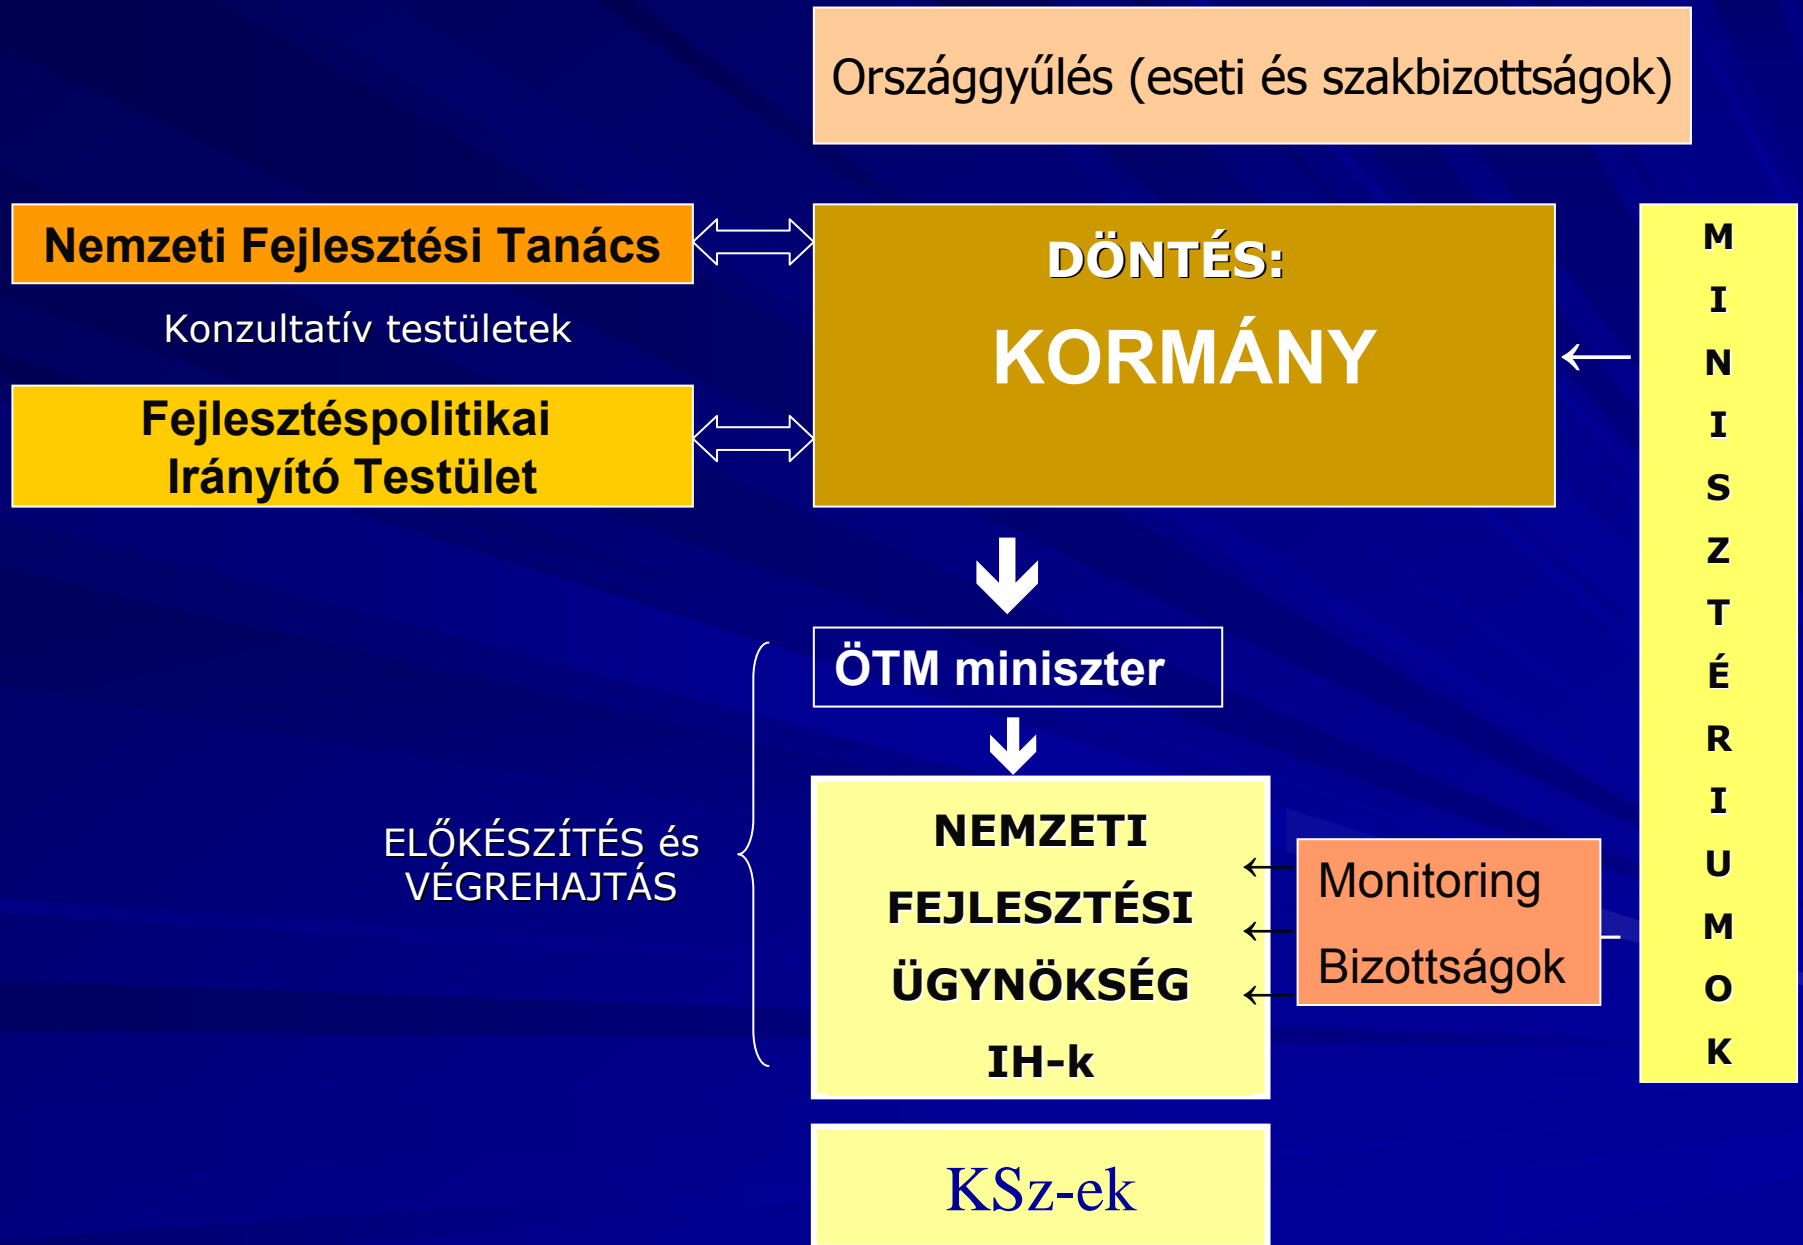 Országgyűlés (eseti és szakbizottságok)
Nemzeti Fejlesztési Tanács
Konzultatív testületek
Fejlesztéspolitikai
Irányító Testület
DÖNTÉS:
KORMÁNY
M
I
N
I
S
Z
T
É
R
I
U
M
O
K
ÖTM miniszter
ELŐKÉSZÍTÉS és
VÉGREHAJTÁS
NEMZETI
FEJLESZTÉSI
ÜGYNÖKSÉG
IH-k
Monitoring
Bizottságok
KSz-ek